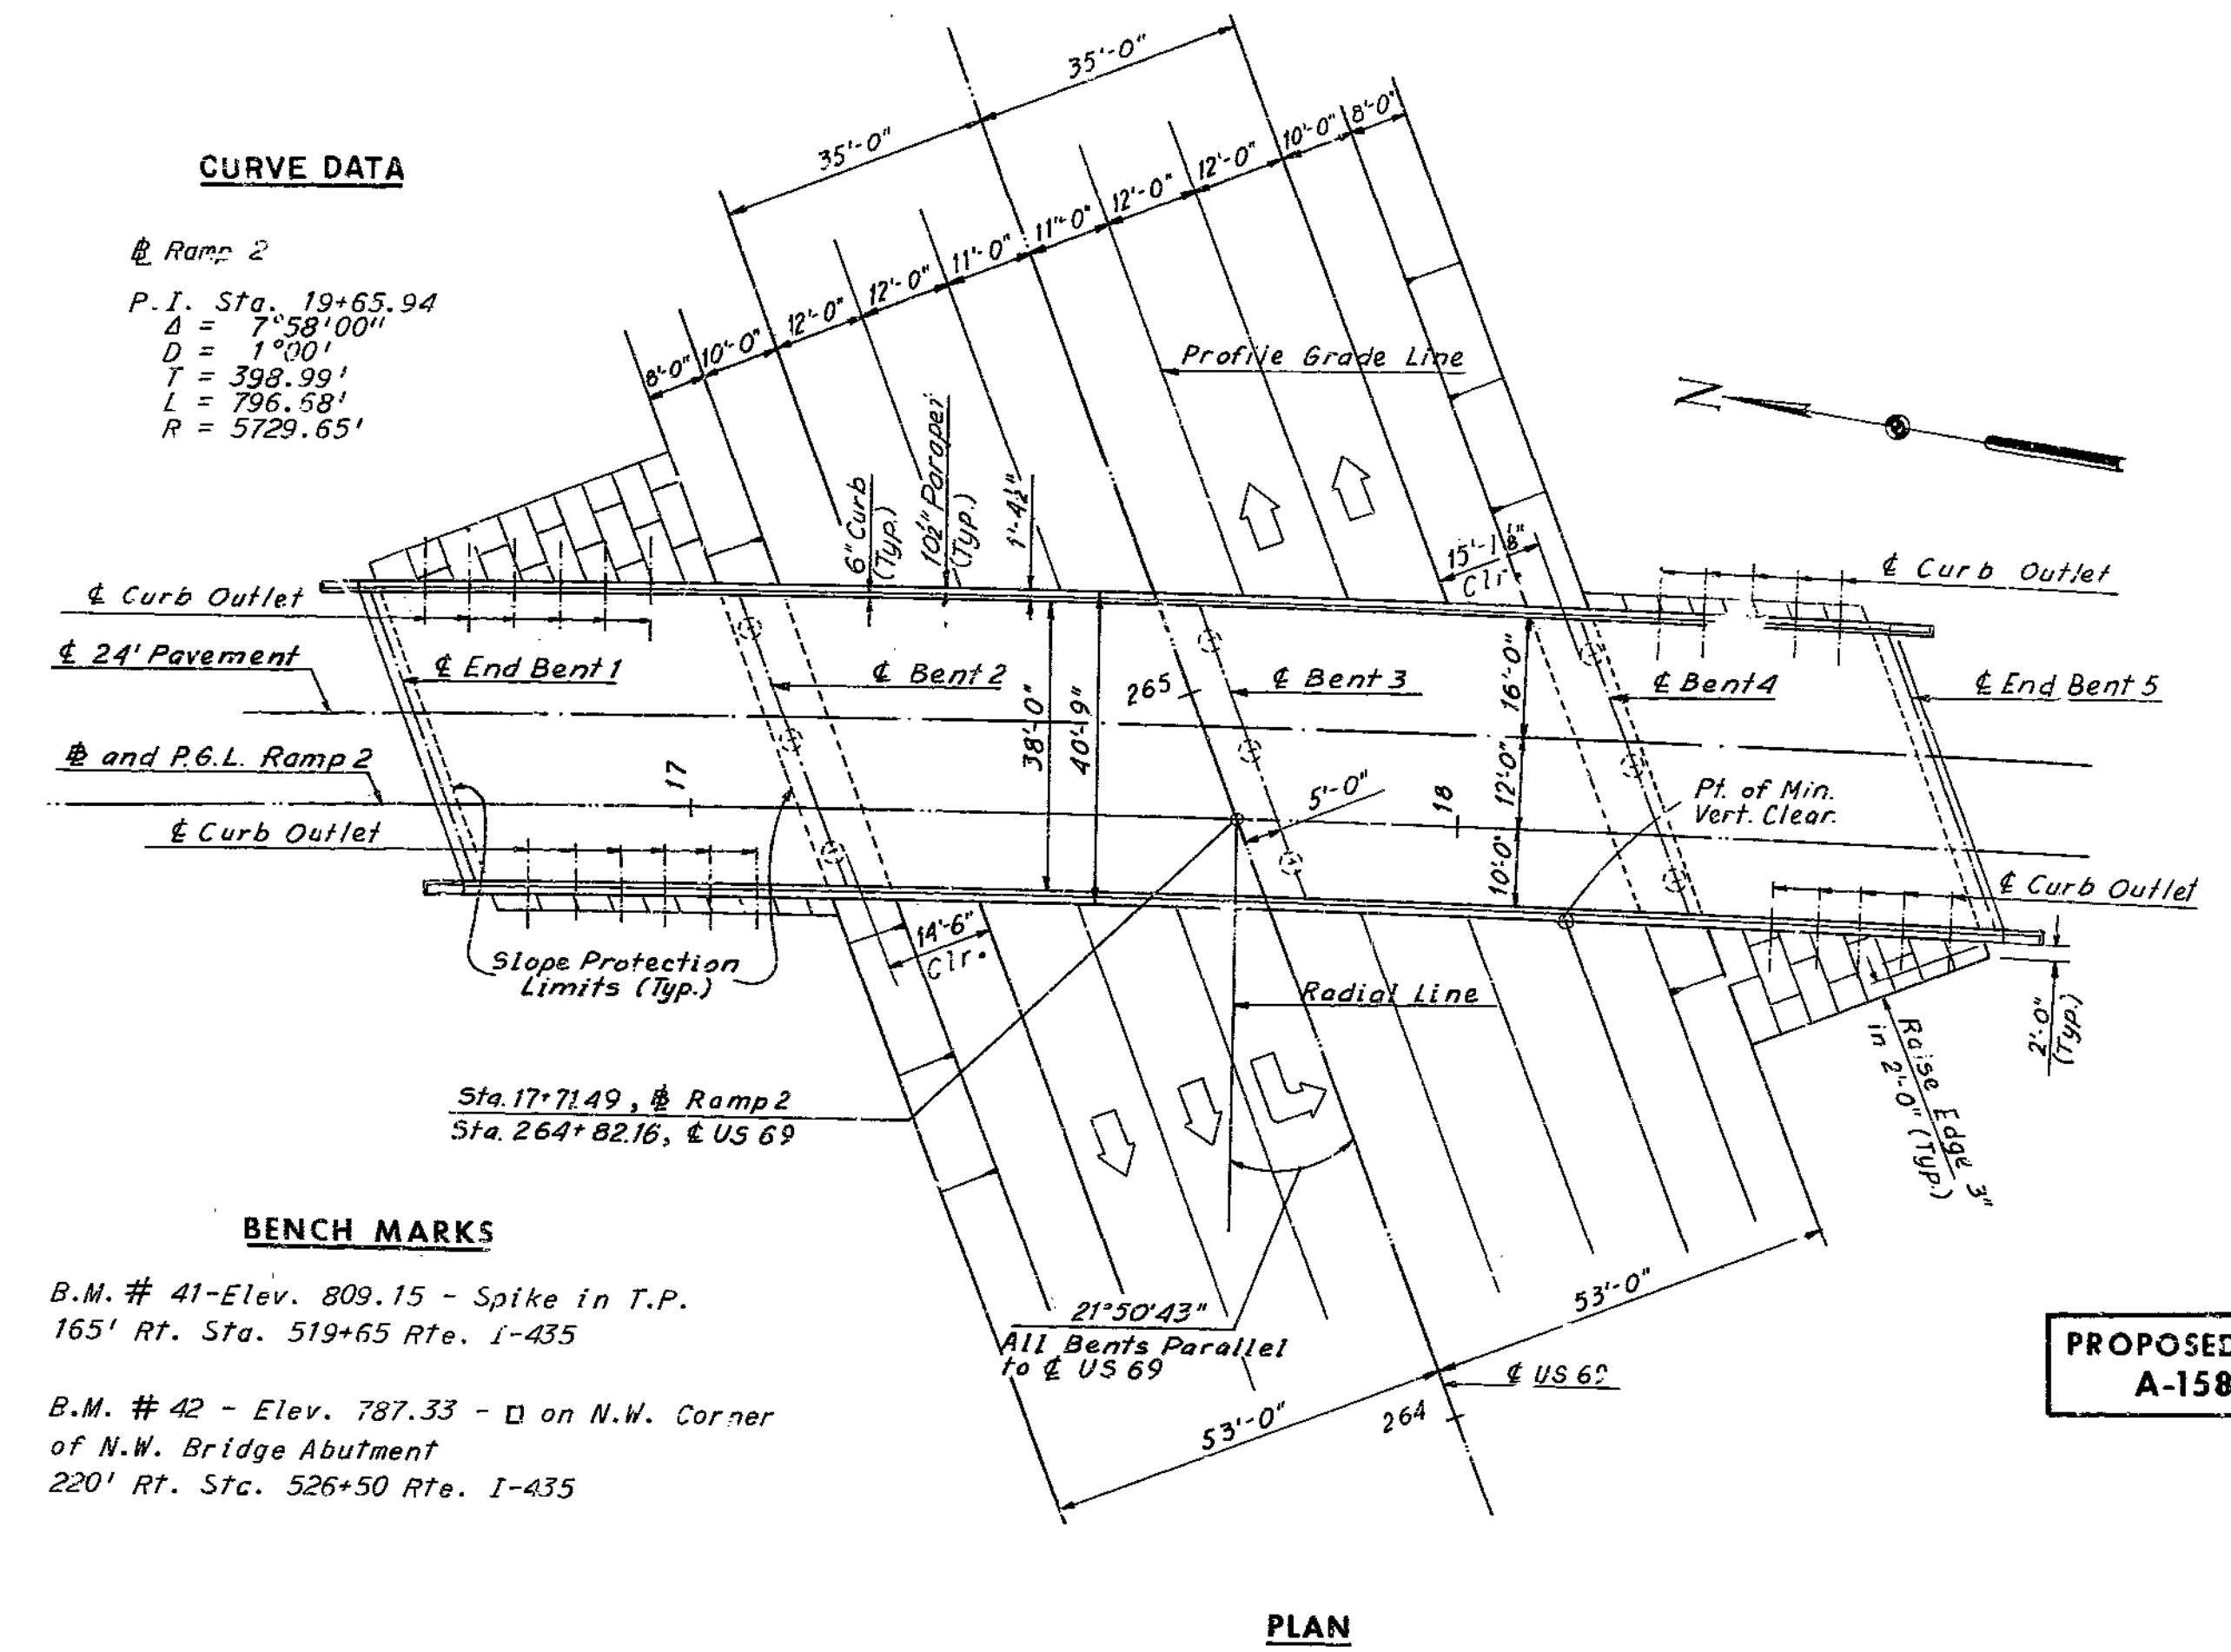 CURVE DATA
℄ Ramp 2
P.I. Sta. 19+65.94
Δ = 7°58'00"
D = 1°00'
T = 398.99'
L = 796.68'
R = 5729.65'
35'-0"
35'-0"
8'-0"
10'-0"
12'-0"
12'-0"
11'-0"
11'-0"
12'-0"
12'-0"
10'-0"
8'-0"
Profile Grade Line
N
6" Curb
(Typ.)
10½" Parapet
(Typ.)
1'-4½"
15'-1⅛"
Clr.
℄ Curb Outlet
℄ Curb Outlet
℄ 24' Pavement
℄ End Bent 1
℄ Bent 2
265
℄ Bent 3
℄ Bent 4
℄ End Bent 5
38'-0"
40'-9"
16'-0"
12'-0"
10'-0"
℔ and P.G.L. Ramp 2
17
5'-0"
18
Pt. of Min.
Vert. Clear.
℄ Curb Outlet
℄ Curb Outlet
Slope Protection
Limits (Typ.)
14'-6"
Clr.
Radial Line
2'-0"
(Typ.)
Raise Edge 3"
in 2'-0" (Typ.)
Sta. 17+71.49, ℔ Ramp 2
Sta. 264+82.16, ℄ US 69
BENCH MARKS
B.M. # 41-Elev. 809.15 - Spike in T.P.
165' Rt. Sta. 519+65 Rte. I-435
B.M. # 42 - Elev. 787.33 - □ on N.W. Corner
of N.W. Bridge Abutment
220' Rt. Sta. 526+50 Rte. I-435
21°50'43"
All Bents Parallel
to ℄ US 69
53'-0"
53'-0"
℄ US 69
264
PROPOSED
A-158
PLAN